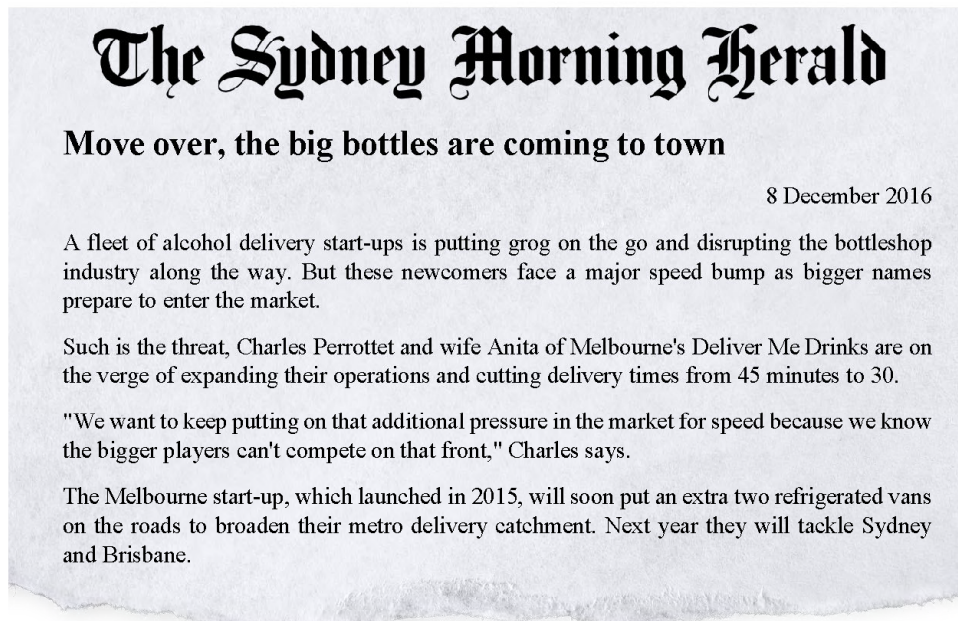 The Sydney Morning Herald
Move over, the big bottles are coming to town
8 December 2016
A fleet of alcohol delivery start-ups is putting grog on the go and disrupting the bottleshop
industry along the way. But these newcomers face a major speed bump as bigger names
prepare to enter the market.
Such is the threat, Charles Perrottet and wife Anita of Melbourne's Deliver Me Drinks are on
the verge of expanding their operations and cutting delivery times from 45 minutes to 30.
"We want to keep putting on that additional pressure in the market for speed because we know
the bigger players can't compete on that front," Charles says.
The Melbourne start-up, which launched in 2015, will soon put an extra two refrigerated vans
on the roads to broaden their metro delivery catchment. Next year they will tackle Sydney
and Brisbane.